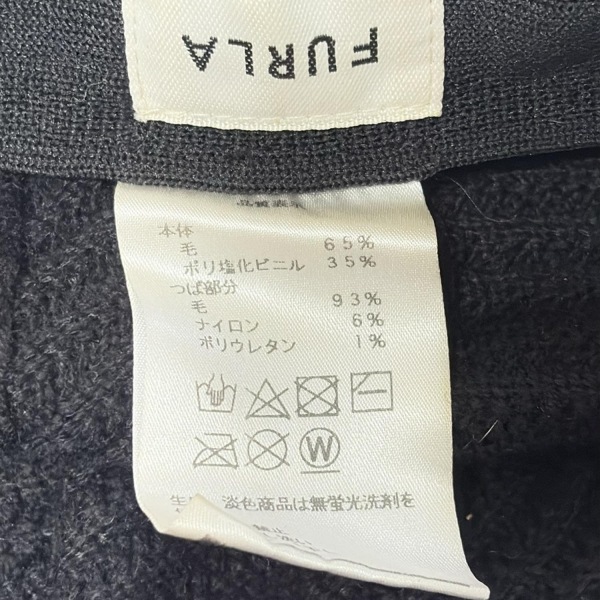 FURLA
本体
毛 65%
ポリ塩化ビニル 35%
つば部分
毛 93%
ナイロン 6%
ポリウレタン 1%
W
淡色商品は無蛍光洗剤を